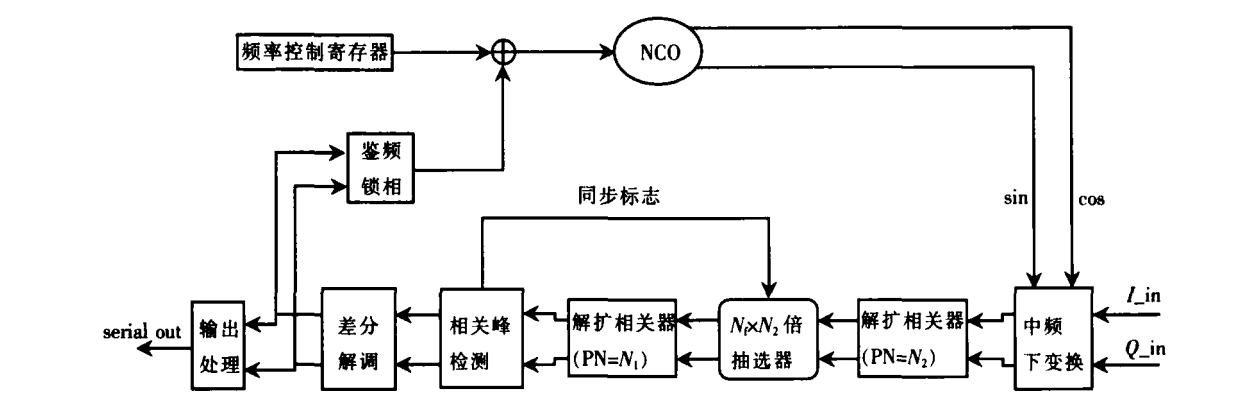 频率控制寄存器
NCO
鉴频
锁相
同步标志
sin
cos
serial out
输出
处理
差分
解调
相关峰
检测
解扩相关器
(PN=N₁)
Nf×N₂ 倍
抽选器
解扩相关器
(PN=N₂)
中频
下变换
I_in
Q_in